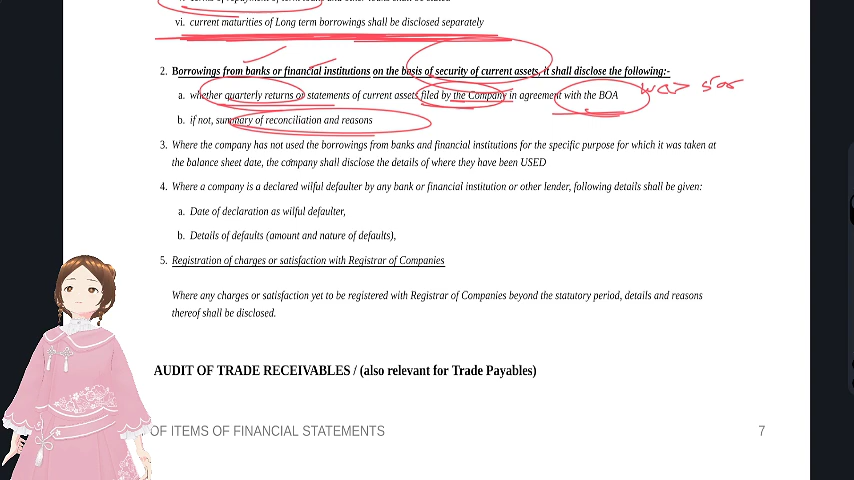 vi. current maturities of Long term borrowings shall be disclosed separately
2. Borrowings from banks or financial institutions on the basis of security of current assets, it shall disclose the following:-
a. whether quarterly returns or statements of current assets filed by the Company in agreement with the BOA
b. if not, summary of reconciliation and reasons
3. Where the company has not used the borrowings from banks and financial institutions for the specific purpose for which it was taken at
the balance sheet date, the company shall disclose the details of where they have been USED
4. Where a company is a declared wilful defaulter by any bank or financial institution or other lender, following details shall be given:
a. Date of declaration as wilful defaulter,
b. Details of defaults (amount and nature of defaults),
5. Registration of charges or satisfaction with Registrar of Companies
Where any charges or satisfaction yet to be registered with Registrar of Companies beyond the statutory period, details and reasons
thereof shall be disclosed.
AUDIT OF TRADE RECEIVABLES / (also relevant for Trade Payables)
OF ITEMS OF FINANCIAL STATEMENTS 7